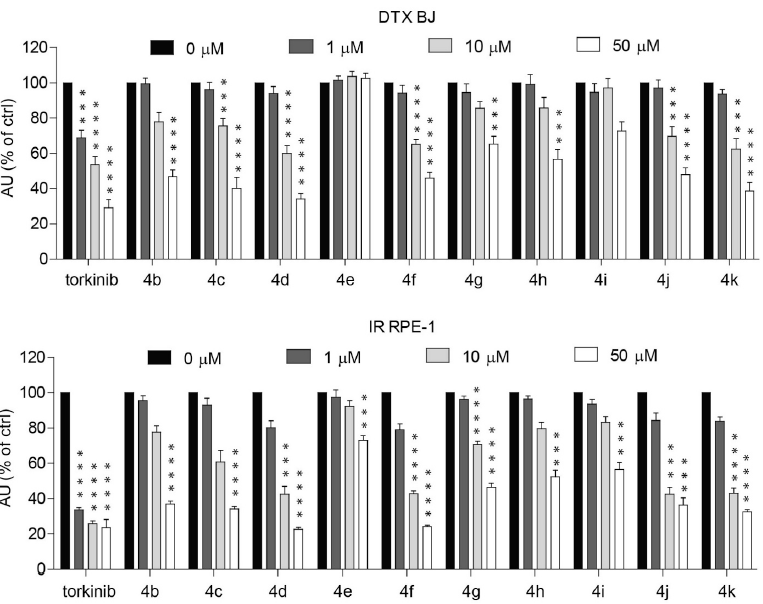 DTX BJ
0 µM 1 µM 10 µM 50 µM
AU (% of ctrl)
120
100
80
60
40
20
0
torkinib 4b 4c 4d 4e 4f 4g 4h 4i 4j 4k
IR RPE-1
0 µM 1 µM 10 µM 50 µM
AU (% of ctrl)
120
100
80
60
40
20
0
torkinib 4b 4c 4d 4e 4f 4g 4h 4i 4j 4k